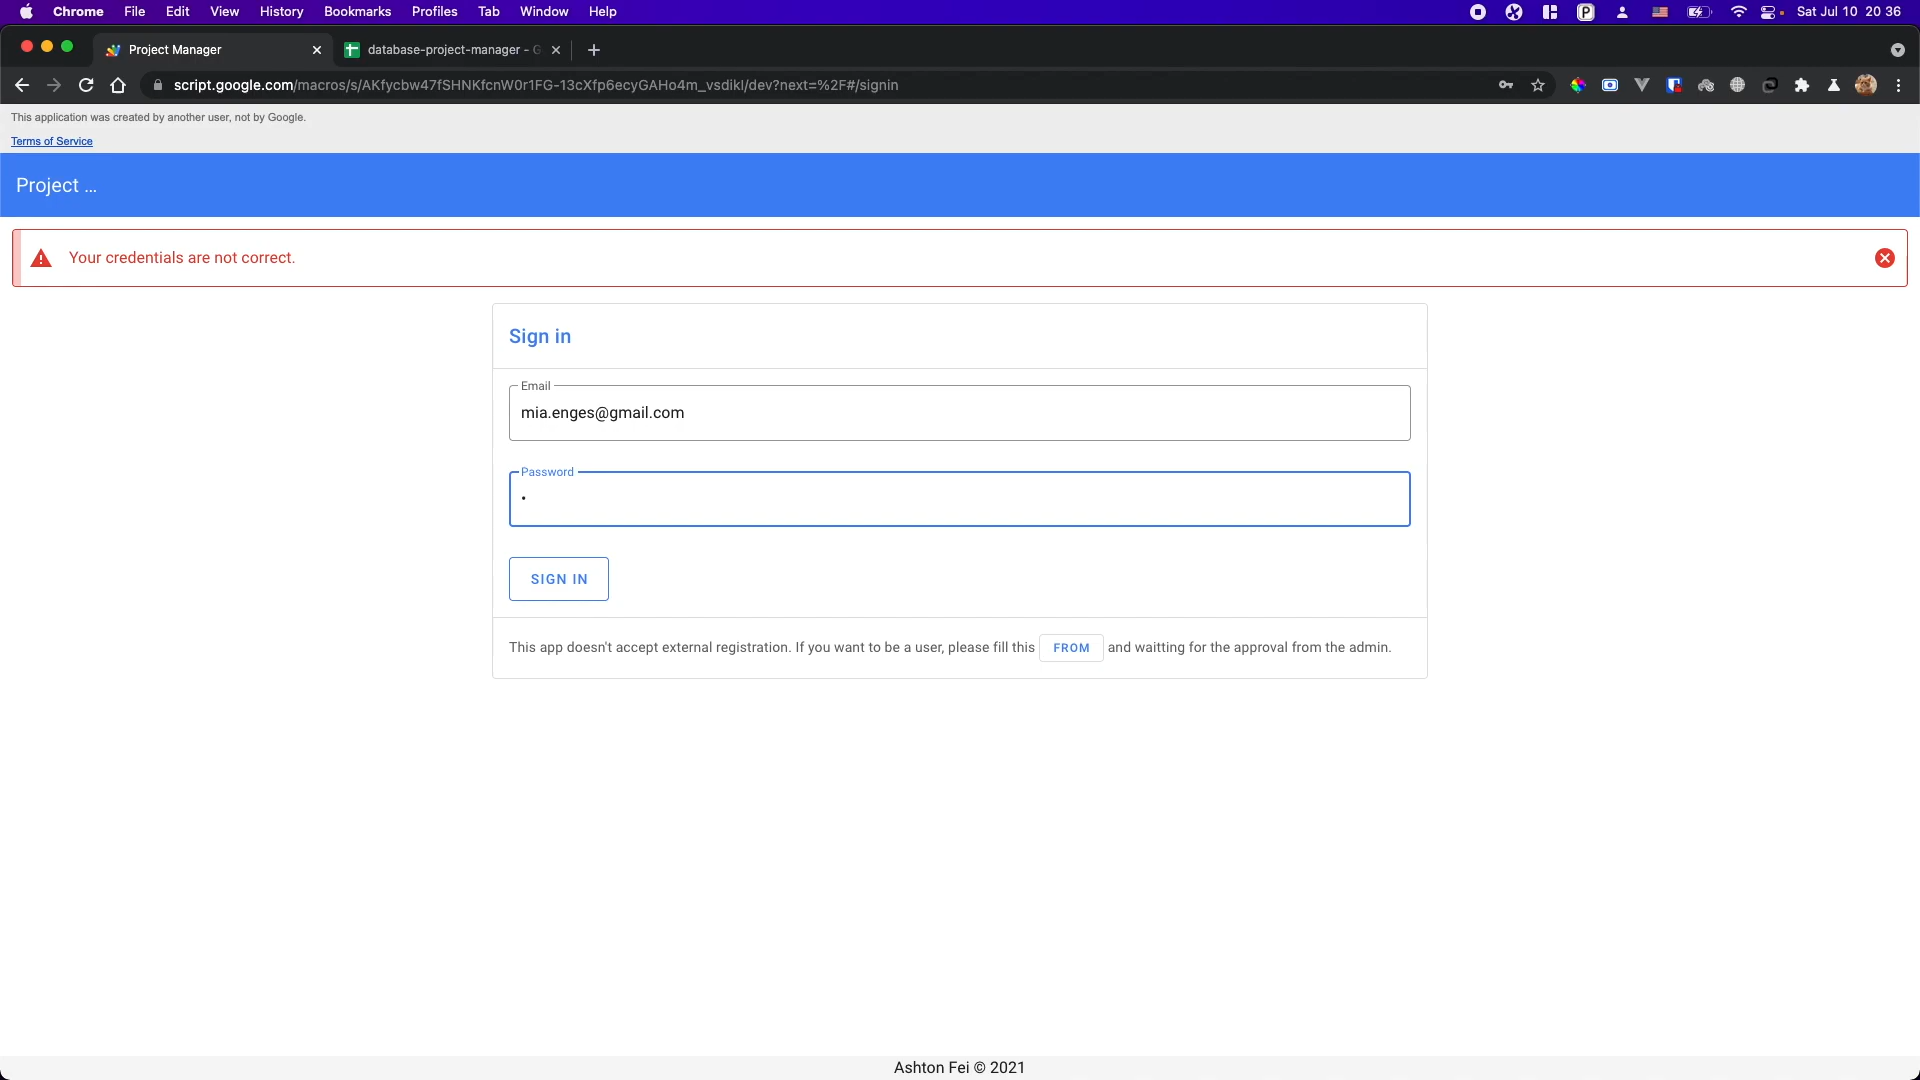 Chrome File Edit View History Bookmarks Profiles Tab Window Help P Sat Jul 10 20 36
Project Manager database-project-manager - G
script.google.com/macros/s/AKfycbw47fSHNKfcnW0r1FG-13cXfp6ecyGAHo4m_vsdikI/dev?next=%2F#/signin
This application was created by another user, not by Google.
Terms of Service
Project ...
Your credentials are not correct.
Sign in
Email
mia.enges@gmail.com
Password
•
SIGN IN
This app doesn't accept external registration. If you want to be a user, please fill this FROM and waitting for the approval from the admin.
Ashton Fei © 2021